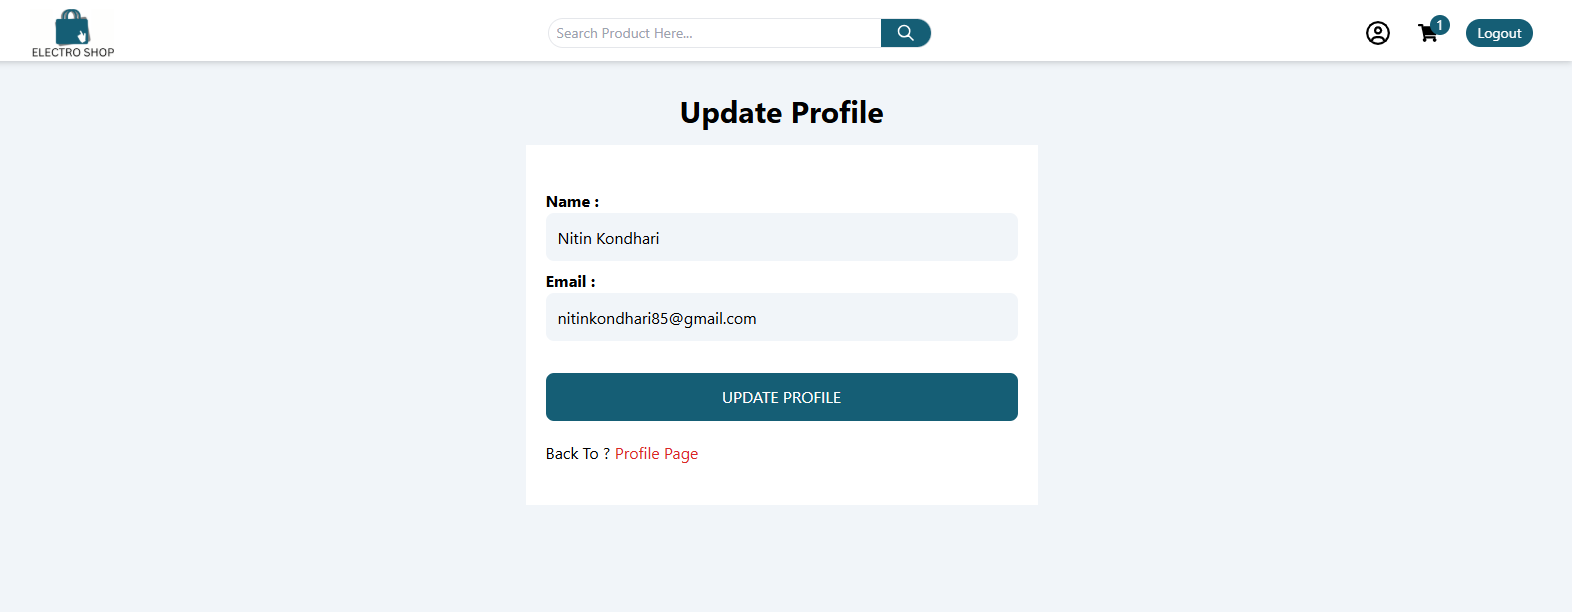 ELECTRO SHOP
Search Product Here...
1
Logout
Update Profile
Name :
Nitin Kondhari
Email :
nitinkondhari85@gmail.com
UPDATE PROFILE
Back To ? Profile Page